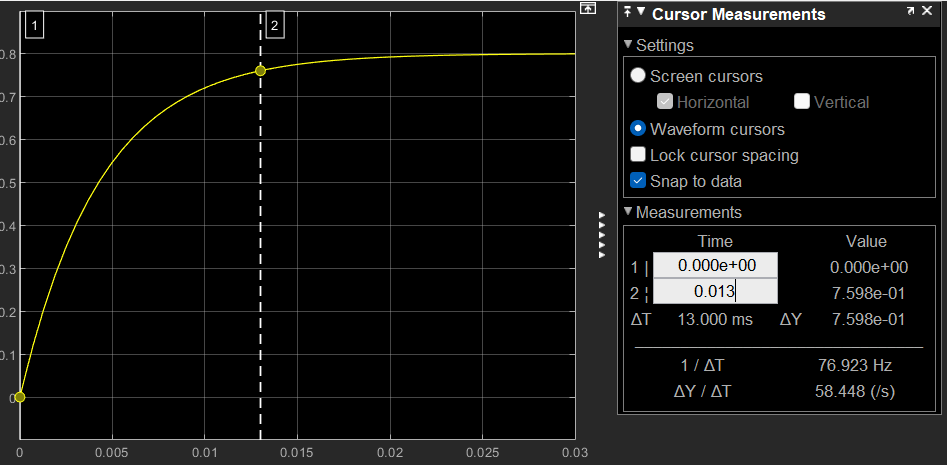 1
2
0.8
0.7
0.6
0.5
0.4
0.3
0.2
0.1
0
0 0.005 0.01 0.015 0.02 0.025 0.03
Cursor Measurements
Settings
Screen cursors
Horizontal Vertical
Waveform cursors
Lock cursor spacing
Snap to data
Measurements
Time Value
1 | 0.000e+00 0.000e+00
2 ¦ 0.013 7.598e-01
ΔT 13.000 ms ΔY 7.598e-01
1 / ΔT 76.923 Hz
ΔY / ΔT 58.448 (/s)